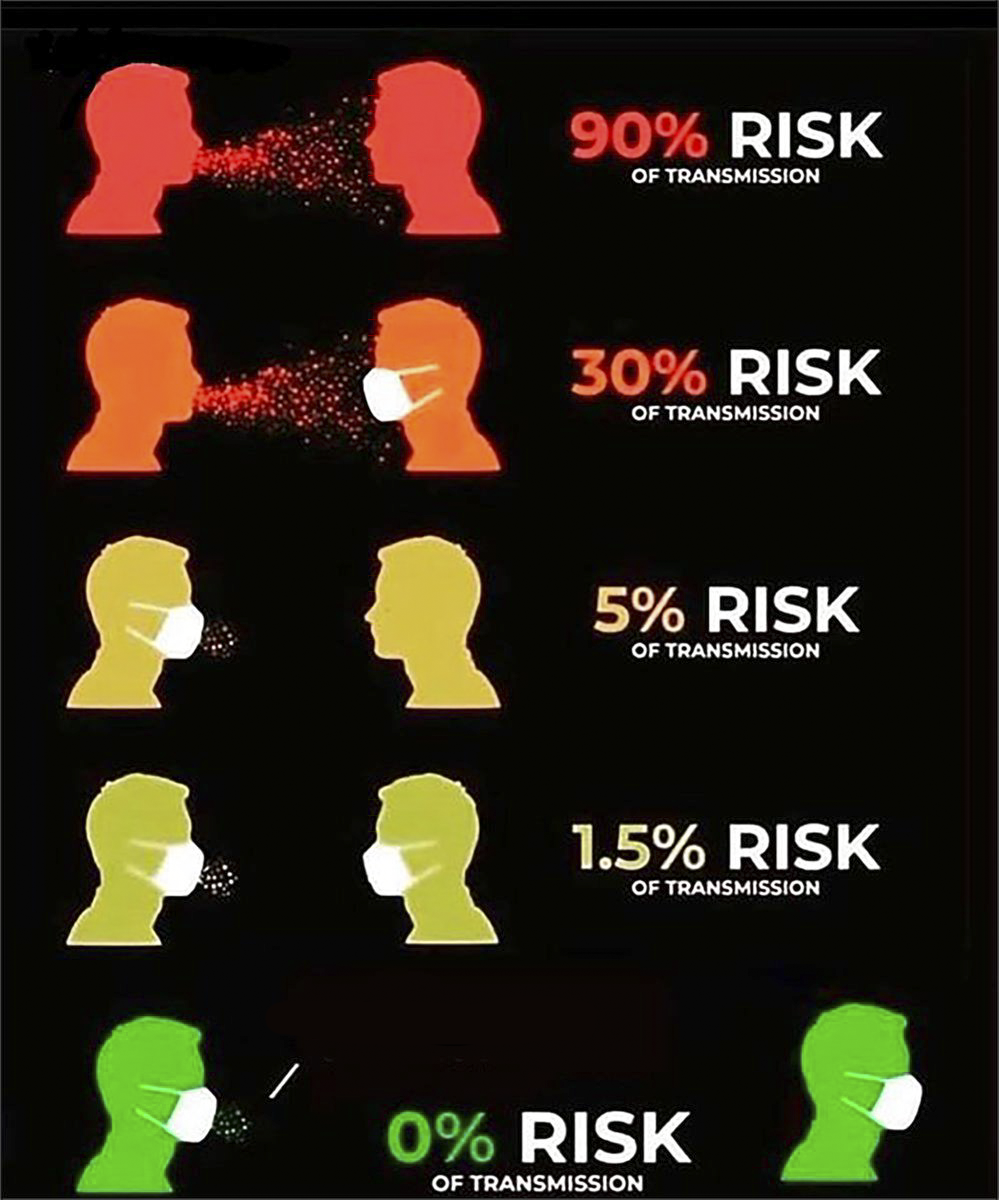 90% RISK
OF TRANSMISSION
30% RISK
OF TRANSMISSION
5% RISK
OF TRANSMISSION
1.5% RISK
OF TRANSMISSION
0% RISK
OF TRANSMISSION